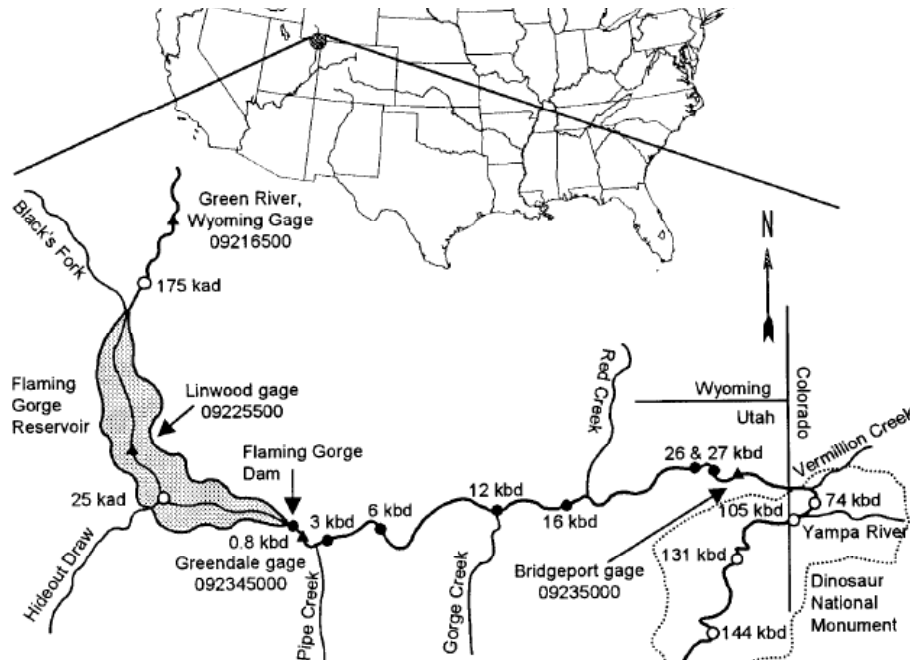 Green River,
Wyoming Gage
09216500
Black's Fork
175 kad
N
Flaming
Gorge
Reservoir
Linwood gage
09225500
Red Creek
Wyoming
Utah
Colorado
Flaming Gorge
Dam
Vermillion Creek
26 & 27 kbd
25 kad
12 kbd
6 kbd
3 kbd
16 kbd
74 kbd
105 kbd
Yampa River
0.8 kbd
Greendale gage
092345000
Hideout Draw
Pipe Creek
Gorge Creek
Bridgeport gage
09235000
131 kbd
Dinosaur
National
Monument
144 kbd